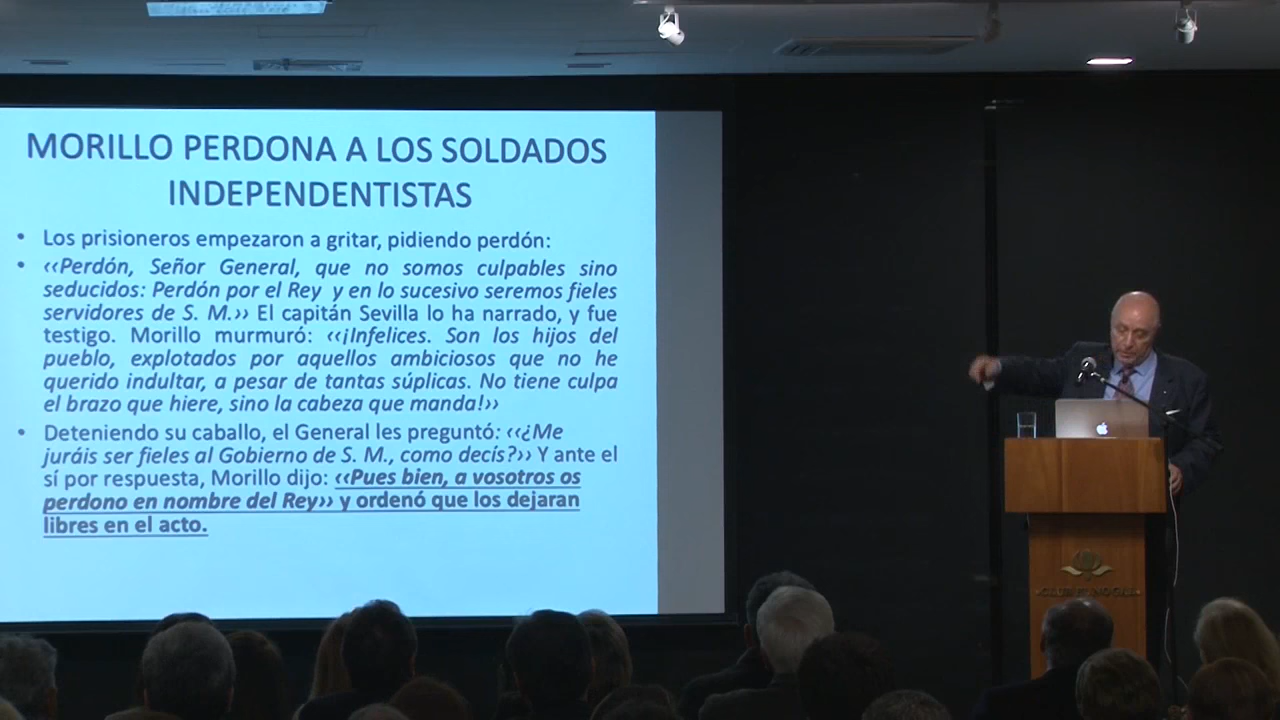 MORILLO PERDONA A LOS SOLDADOS
INDEPENDENTISTAS
• Los prisioneros empezaron a gritar, pidiendo perdón:
• ‹‹Perdón, Señor General, que no somos culpables sino
seducidos: Perdón por el Rey y en lo sucesivo seremos fieles
servidores de S. M.›› El capitán Sevilla lo ha narrado, y fue
testigo. Morillo murmuró: ‹‹¡Infelices. Son los hijos del
pueblo, explotados por aquellos ambiciosos que no he
querido indultar, a pesar de tantas súplicas. No tiene culpa
el brazo que hiere, sino la cabeza que manda!››
• Deteniendo su caballo, el General les preguntó: ‹‹¿Me
juráis ser fieles al Gobierno de S. M., como decís?›› Y ante el
sí por respuesta, Morillo dijo: ‹‹Pues bien, a vosotros os
perdono en nombre del Rey›› y ordenó que los dejaran
libres en el acto.